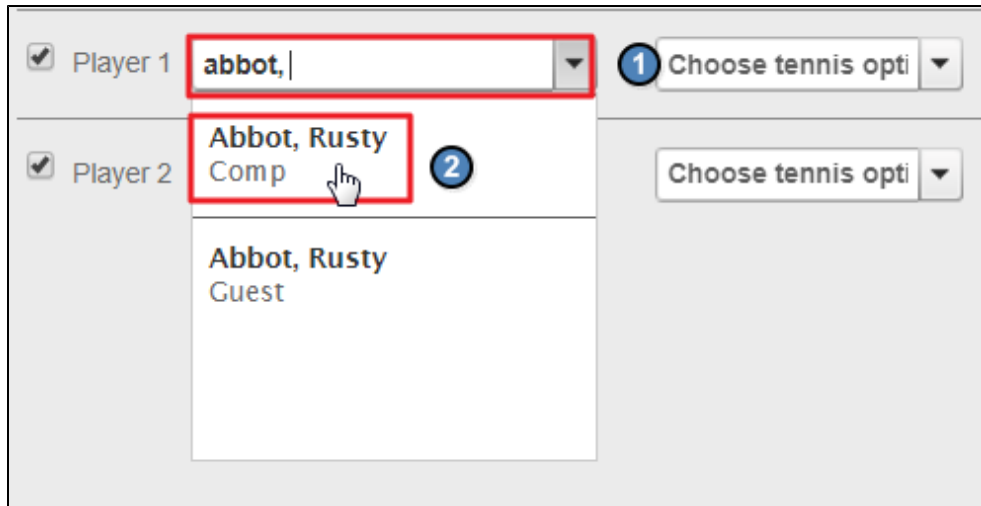 Player 1 abbot, 1 Choose tennis opti
Abbot, Rusty
Comp 2
Player 2 Choose tennis opti
Abbot, Rusty
Guest